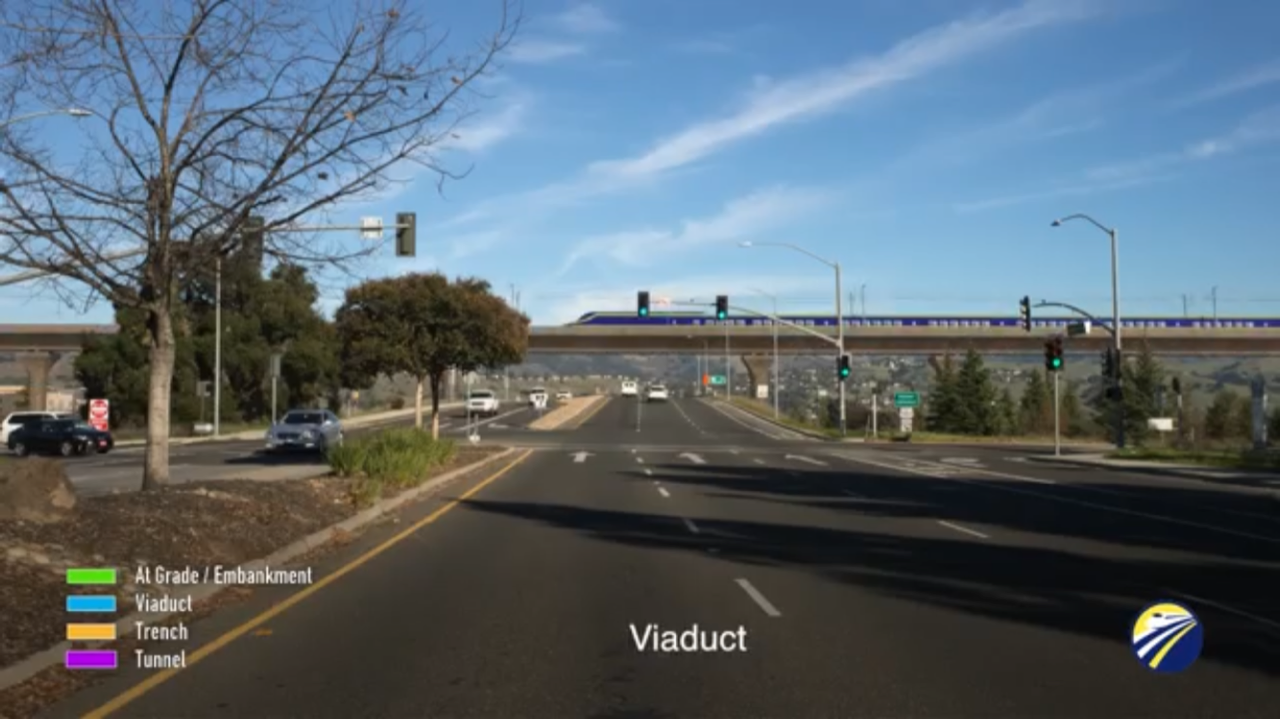 At Grade / Embankment
Viaduct
Trench
Tunnel
Viaduct